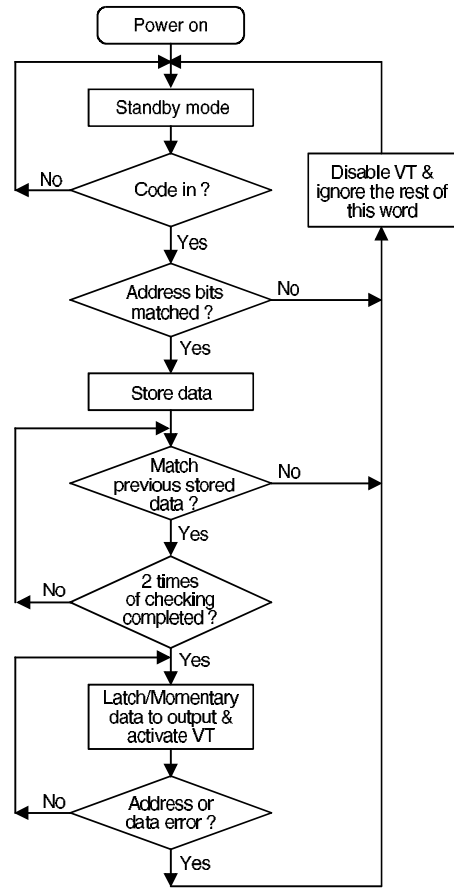 Power on
Standby mode
No
Code in ?
Disable VT &
ignore the rest of
this word
Yes
Address bits
matched ?
No
Yes
Store data
Match
previous stored
data ?
No
Yes
No
2 times
of checking
completed ?
Yes
Latch/Momentary
data to output &
activate VT
No
Address or
data error ?
Yes